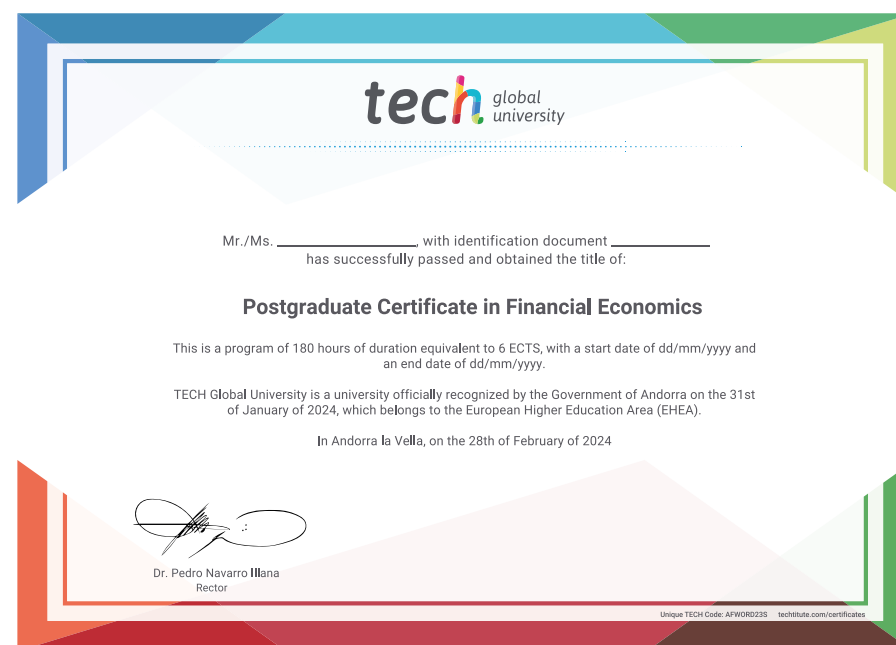 tech global university
Mr./Ms. ____________________, with identification document ______________
has successfully passed and obtained the title of:
Postgraduate Certificate in Financial Economics
This is a program of 180 hours of duration equivalent to 6 ECTS, with a start date of dd/mm/yyyy and
an end date of dd/mm/yyyy.
TECH Global University is a university officially recognized by the Government of Andorra on the 31st
of January of 2024, which belongs to the European Higher Education Area (EHEA).
In Andorra la Vella, on the 28th of February of 2024
Dr. Pedro Navarro Illana
Rector
Unique TECH Code: AFWORD23S techtitute.com/certificates